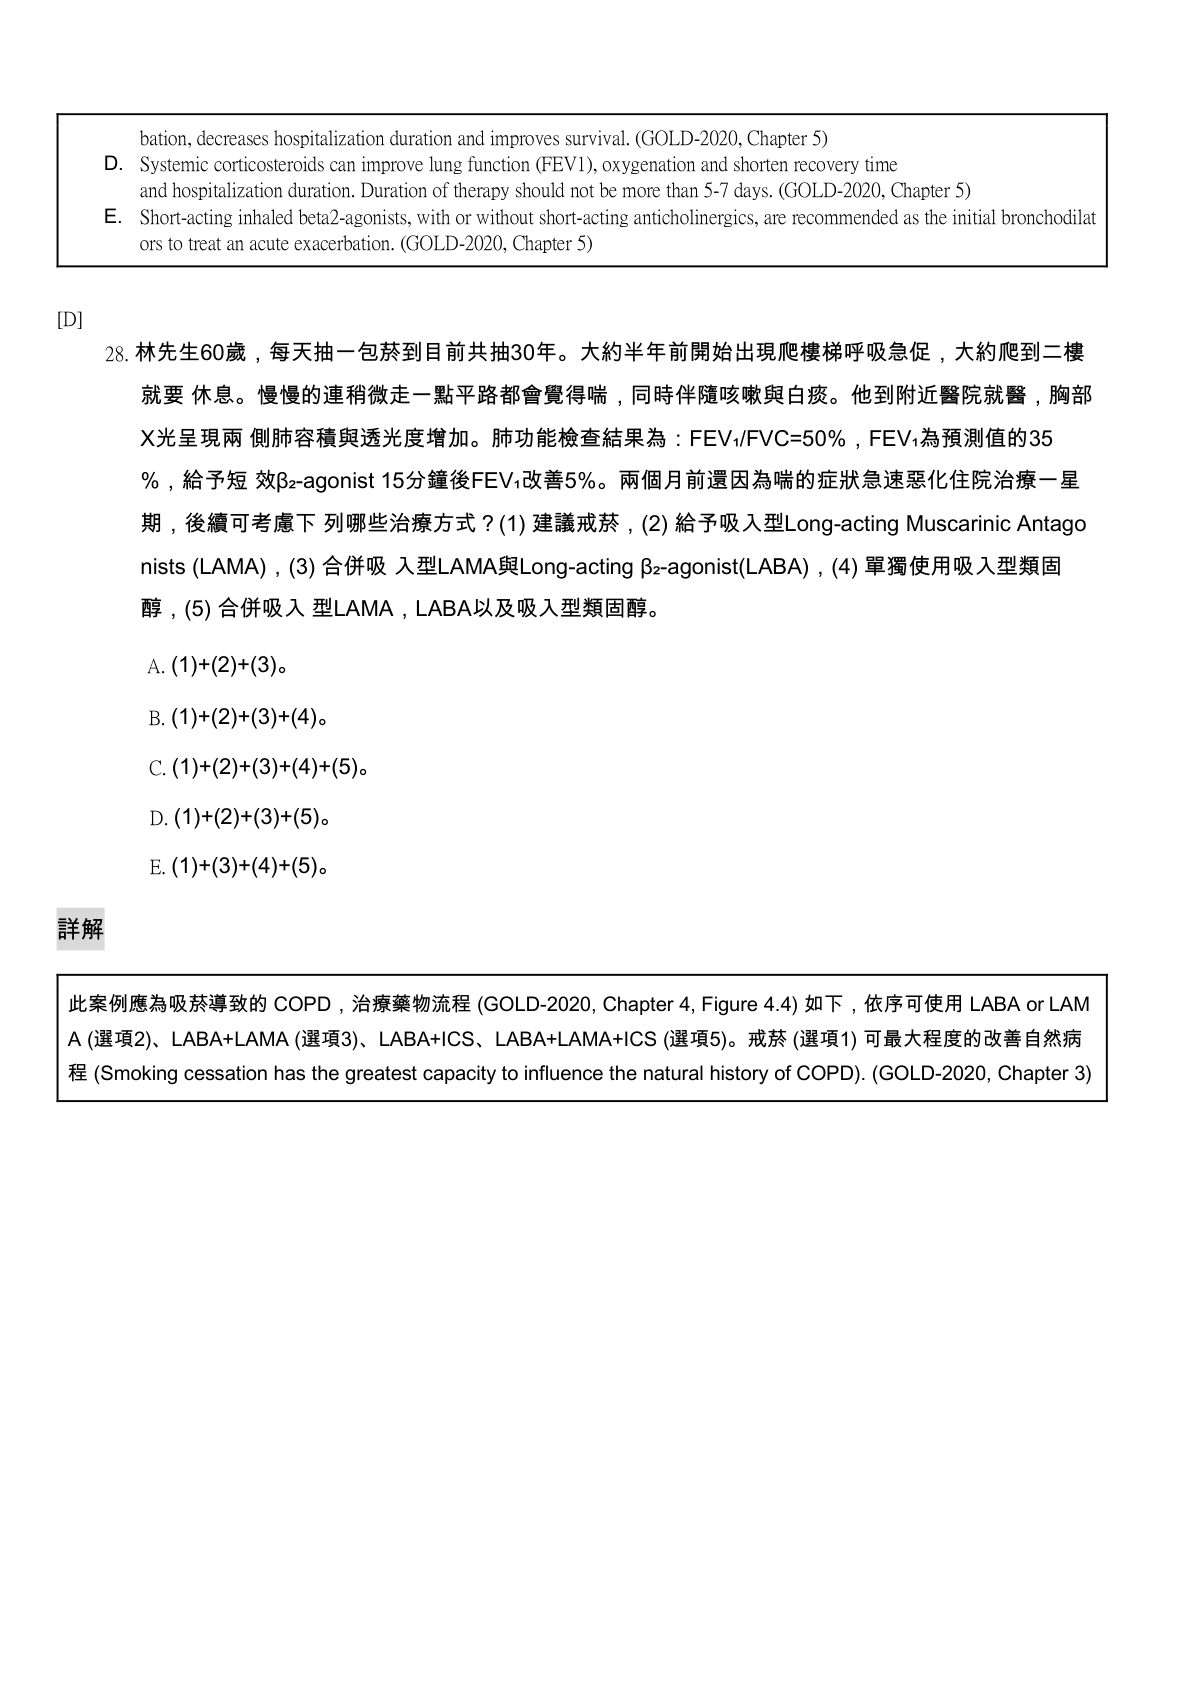 bation, decreases hospitalization duration and improves survival. (GOLD-2020, Chapter 5)
D. Systemic corticosteroids can improve lung function (FEV1), oxygenation and shorten recovery time
and hospitalization duration. Duration of therapy should not be more than 5-7 days. (GOLD-2020, Chapter 5)
E. Short-acting inhaled beta2-agonists, with or without short-acting anticholinergics, are recommended as the initial bronchodilat
ors to treat an acute exacerbation. (GOLD-2020, Chapter 5)
[D]
28. 林先生60歲，每天抽一包菸到目前共抽30年。大約半年前開始出現爬樓梯呼吸急促，大約爬到二樓
就要 休息。慢慢的連稍微走一點平路都會覺得喘，同時伴隨咳嗽與白痰。他到附近醫院就醫，胸部
X光呈現兩 側肺容積與透光度增加。肺功能檢查結果為：FEV₁/FVC=50%，FEV₁為預測值的35
%，給予短 效β₂-agonist 15分鐘後FEV₁改善5%。兩個月前還因為喘的症狀急速惡化住院治療一星
期，後續可考慮下 列哪些治療方式？(1) 建議戒菸，(2) 給予吸入型Long-acting Muscarinic Antago
nists (LAMA)，(3) 合併吸 入型LAMA與Long-acting β₂-agonist(LABA)，(4) 單獨使用吸入型類固
醇，(5) 合併吸入 型LAMA，LABA以及吸入型類固醇。
A. (1)+(2)+(3)。
B. (1)+(2)+(3)+(4)。
C. (1)+(2)+(3)+(4)+(5)。
D. (1)+(2)+(3)+(5)。
E. (1)+(3)+(4)+(5)。
詳解
此案例應為吸菸導致的 COPD，治療藥物流程 (GOLD-2020, Chapter 4, Figure 4.4) 如下，依序可使用 LABA or LAM
A (選項2)、LABA+LAMA (選項3)、LABA+ICS、LABA+LAMA+ICS (選項5)。戒菸 (選項1) 可最大程度的改善自然病
程 (Smoking cessation has the greatest capacity to influence the natural history of COPD). (GOLD-2020, Chapter 3)